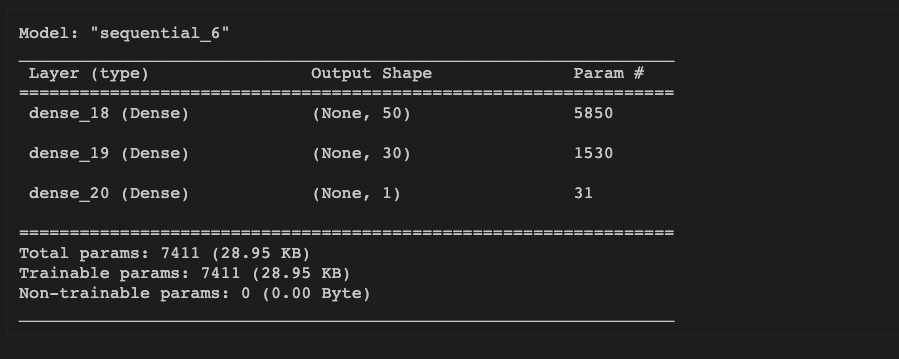 Model: "sequential_6"
_________________________________________________________________
Layer (type)                Output Shape              Param #
=================================================================
dense_18 (Dense)            (None, 50)                5850
dense_19 (Dense)            (None, 30)                1530
dense_20 (Dense)            (None, 1)                 31
=================================================================
Total params: 7411 (28.95 KB)
Trainable params: 7411 (28.95 KB)
Non-trainable params: 0 (0.00 Byte)
_________________________________________________________________